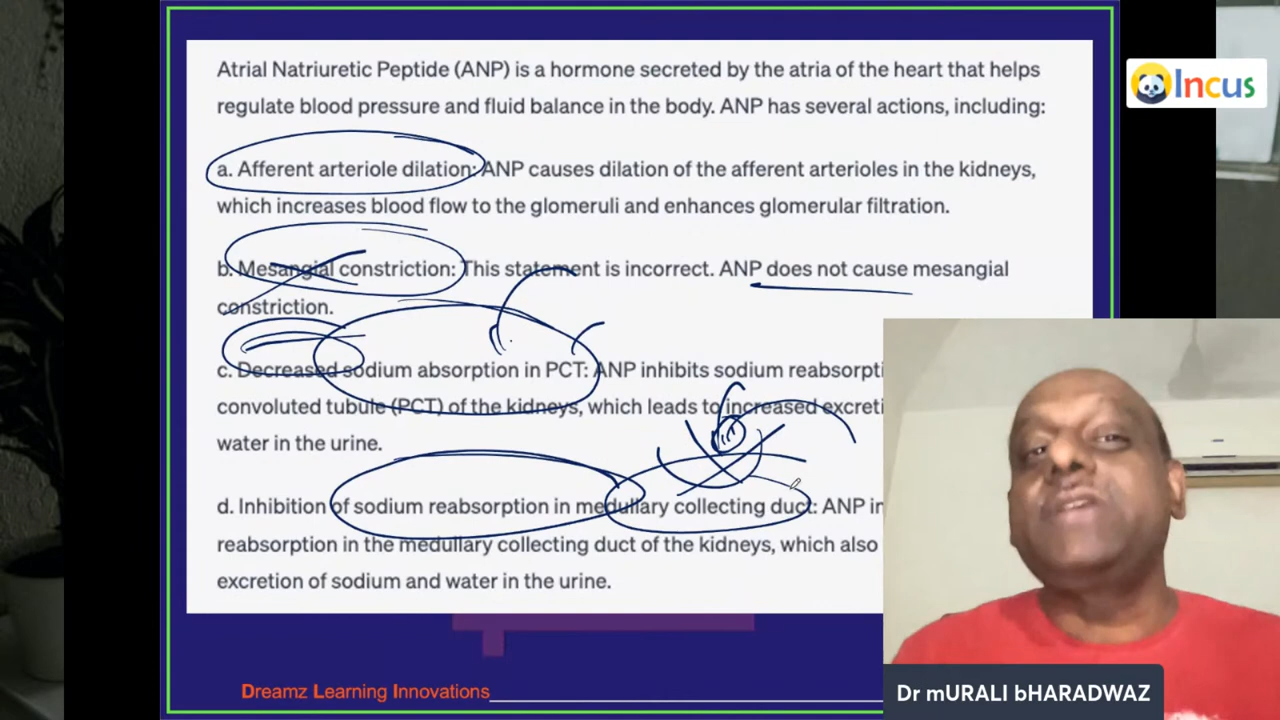 Atrial Natriuretic Peptide (ANP) is a hormone secreted by the atria of the heart that helps
regulate blood pressure and fluid balance in the body. ANP has several actions, including:
a. Afferent arteriole dilation: ANP causes dilation of the afferent arterioles in the kidneys,
which increases blood flow to the glomeruli and enhances glomerular filtration.
b. Mesangial constriction: This statement is incorrect. ANP does not cause mesangial
constriction.
c. Decreased sodium absorption in PCT: ANP inhibits sodium reabsorpti
convoluted tubule (PCT) of the kidneys, which leads to increased excreti
water in the urine.
d. Inhibition of sodium reabsorption in medullary collecting duct: ANP in
reabsorption in the medullary collecting duct of the kidneys, which also
excretion of sodium and water in the urine.
Incus
Dreamz Learning Innovations
Dr mURALI bHARADWAZ